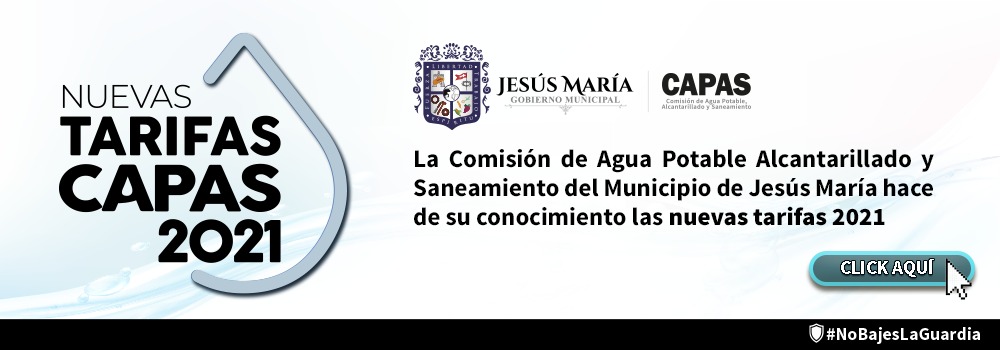 NUEVAS
TARIFAS
CAPAS
2021
LIBERTAD
JESÚS MARÍA
GOBIERNO MUNICIPAL
CAPAS
Comisión de Agua Potable,
Alcantarillado y Saneamiento
La Comisión de Agua Potable Alcantarillado y
Saneamiento del Municipio de Jesús María hace
de su conocimiento las nuevas tarifas 2021
CLICK AQUÍ
#NoBajesLaGuardia